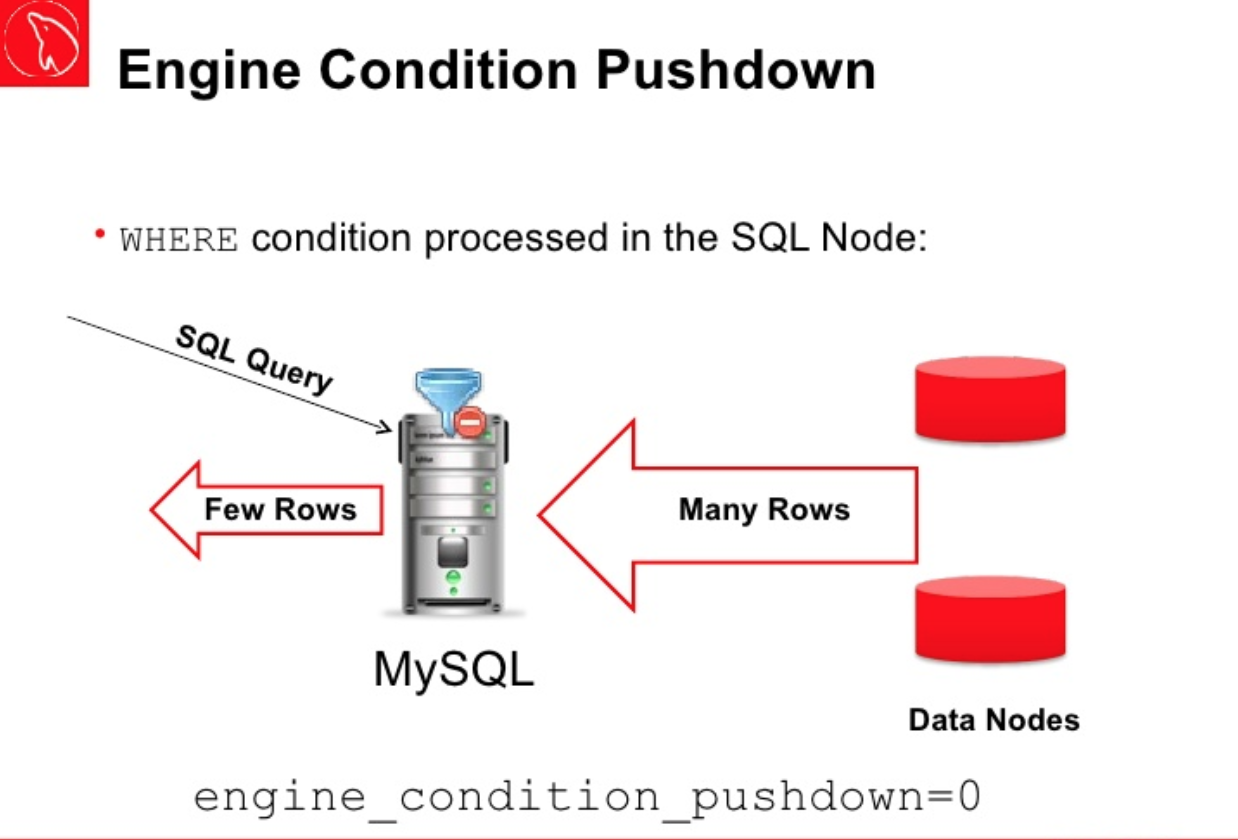 Engine Condition Pushdown
• WHERE condition processed in the SQL Node:
SQL Query
Few Rows
Many Rows
MySQL
Data Nodes
engine_condition_pushdown=0